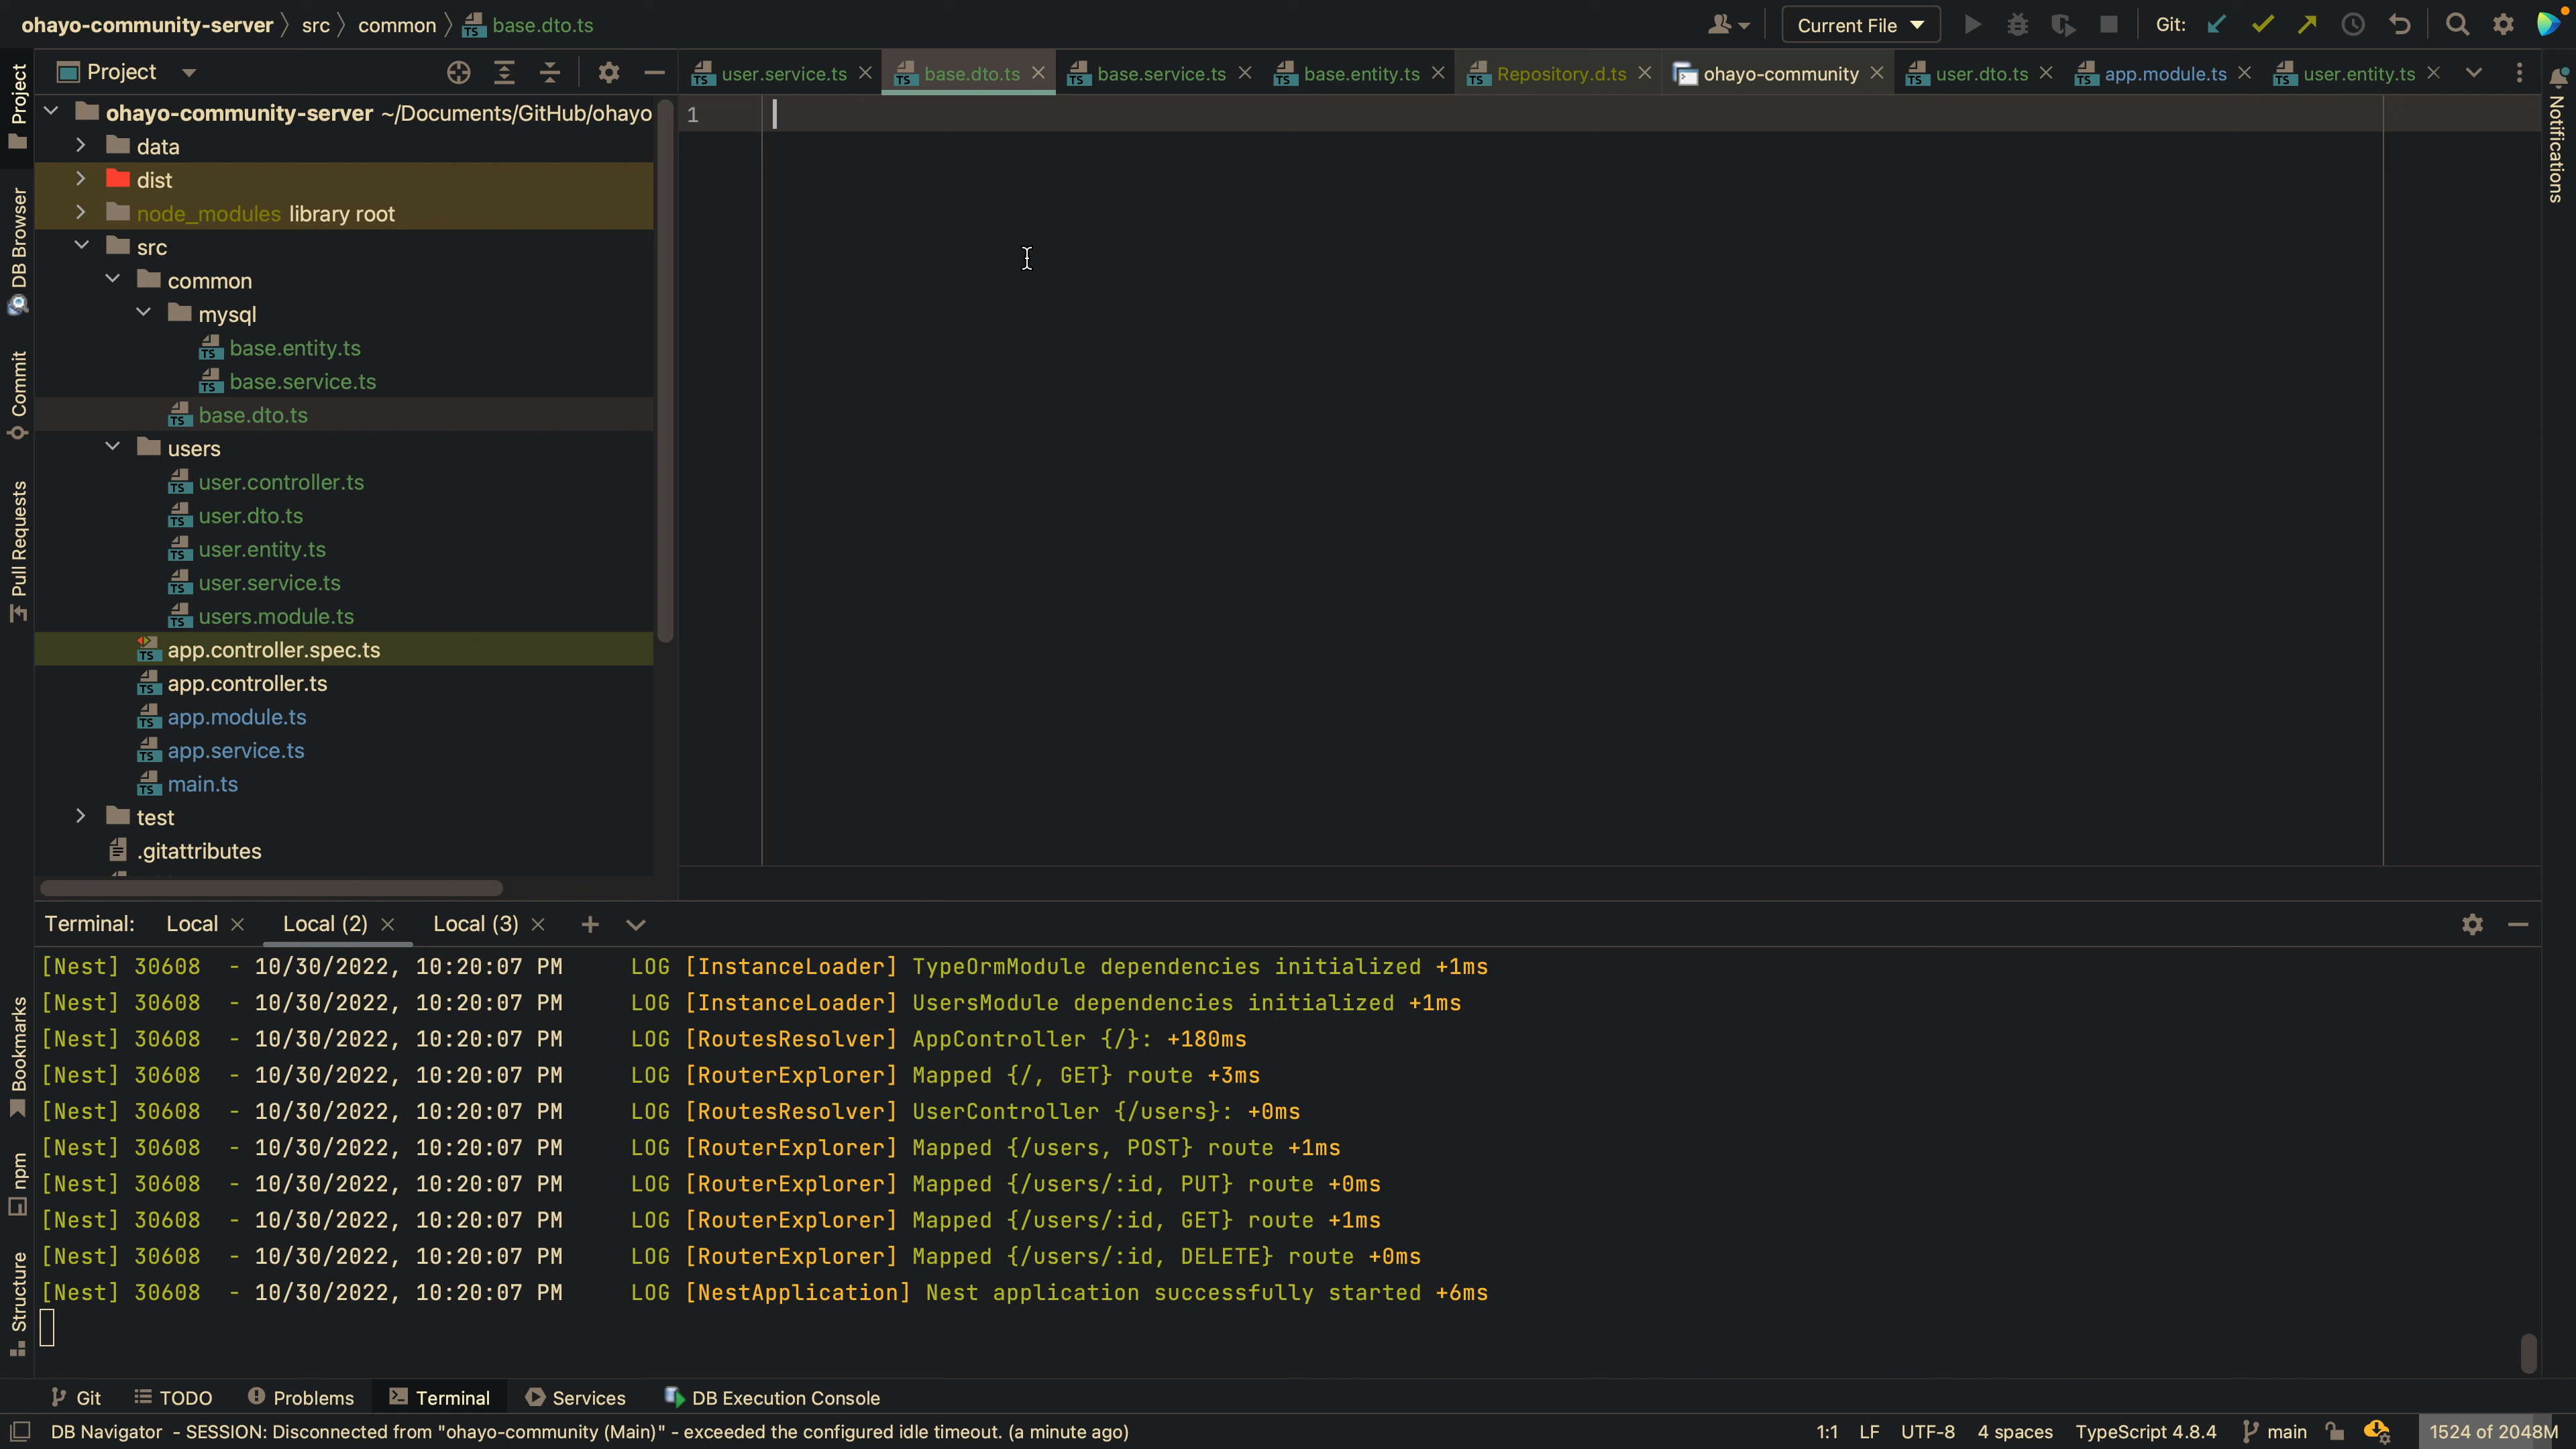 ohayo-community-server
src
common
base.dto.ts
Current File
Git:
Project
user.service.ts
base.dto.ts
base.service.ts
base.entity.ts
Repository.d.ts
ohayo-community
user.dto.ts
app.module.ts
user.entity.ts
ohayo-community-server ~/Documents/GitHub/ohayo
data
dist
node_modules library root
src
common
mysql
base.entity.ts
base.service.ts
base.dto.ts
users
user.controller.ts
user.dto.ts
user.entity.ts
user.service.ts
users.module.ts
app.controller.spec.ts
app.controller.ts
app.module.ts
app.service.ts
main.ts
test
.gitattributes
1
Project
DB Browser
Commit
Pull Requests
Bookmarks
npm
Structure
Notifications
Terminal: Local Local (2) Local (3)
[Nest] 30608 - 10/30/2022, 10:20:07 PM LOG [InstanceLoader] TypeOrmModule dependencies initialized +1ms
[Nest] 30608 - 10/30/2022, 10:20:07 PM LOG [InstanceLoader] UsersModule dependencies initialized +1ms
[Nest] 30608 - 10/30/2022, 10:20:07 PM LOG [RoutesResolver] AppController {/}: +180ms
[Nest] 30608 - 10/30/2022, 10:20:07 PM LOG [RouterExplorer] Mapped {/, GET} route +3ms
[Nest] 30608 - 10/30/2022, 10:20:07 PM LOG [RoutesResolver] UserController {/users}: +0ms
[Nest] 30608 - 10/30/2022, 10:20:07 PM LOG [RouterExplorer] Mapped {/users, POST} route +1ms
[Nest] 30608 - 10/30/2022, 10:20:07 PM LOG [RouterExplorer] Mapped {/users/:id, PUT} route +0ms
[Nest] 30608 - 10/30/2022, 10:20:07 PM LOG [RouterExplorer] Mapped {/users/:id, GET} route +1ms
[Nest] 30608 - 10/30/2022, 10:20:07 PM LOG [RouterExplorer] Mapped {/users/:id, DELETE} route +0ms
[Nest] 30608 - 10/30/2022, 10:20:07 PM LOG [NestApplication] Nest application successfully started +6ms
Git TODO Problems Terminal Services DB Execution Console
DB Navigator - SESSION: Disconnected from "ohayo-community (Main)" - exceeded the configured idle timeout. (a minute ago)
1:1 LF UTF-8 4 spaces TypeScript 4.8.4 main 1524 of 2048M